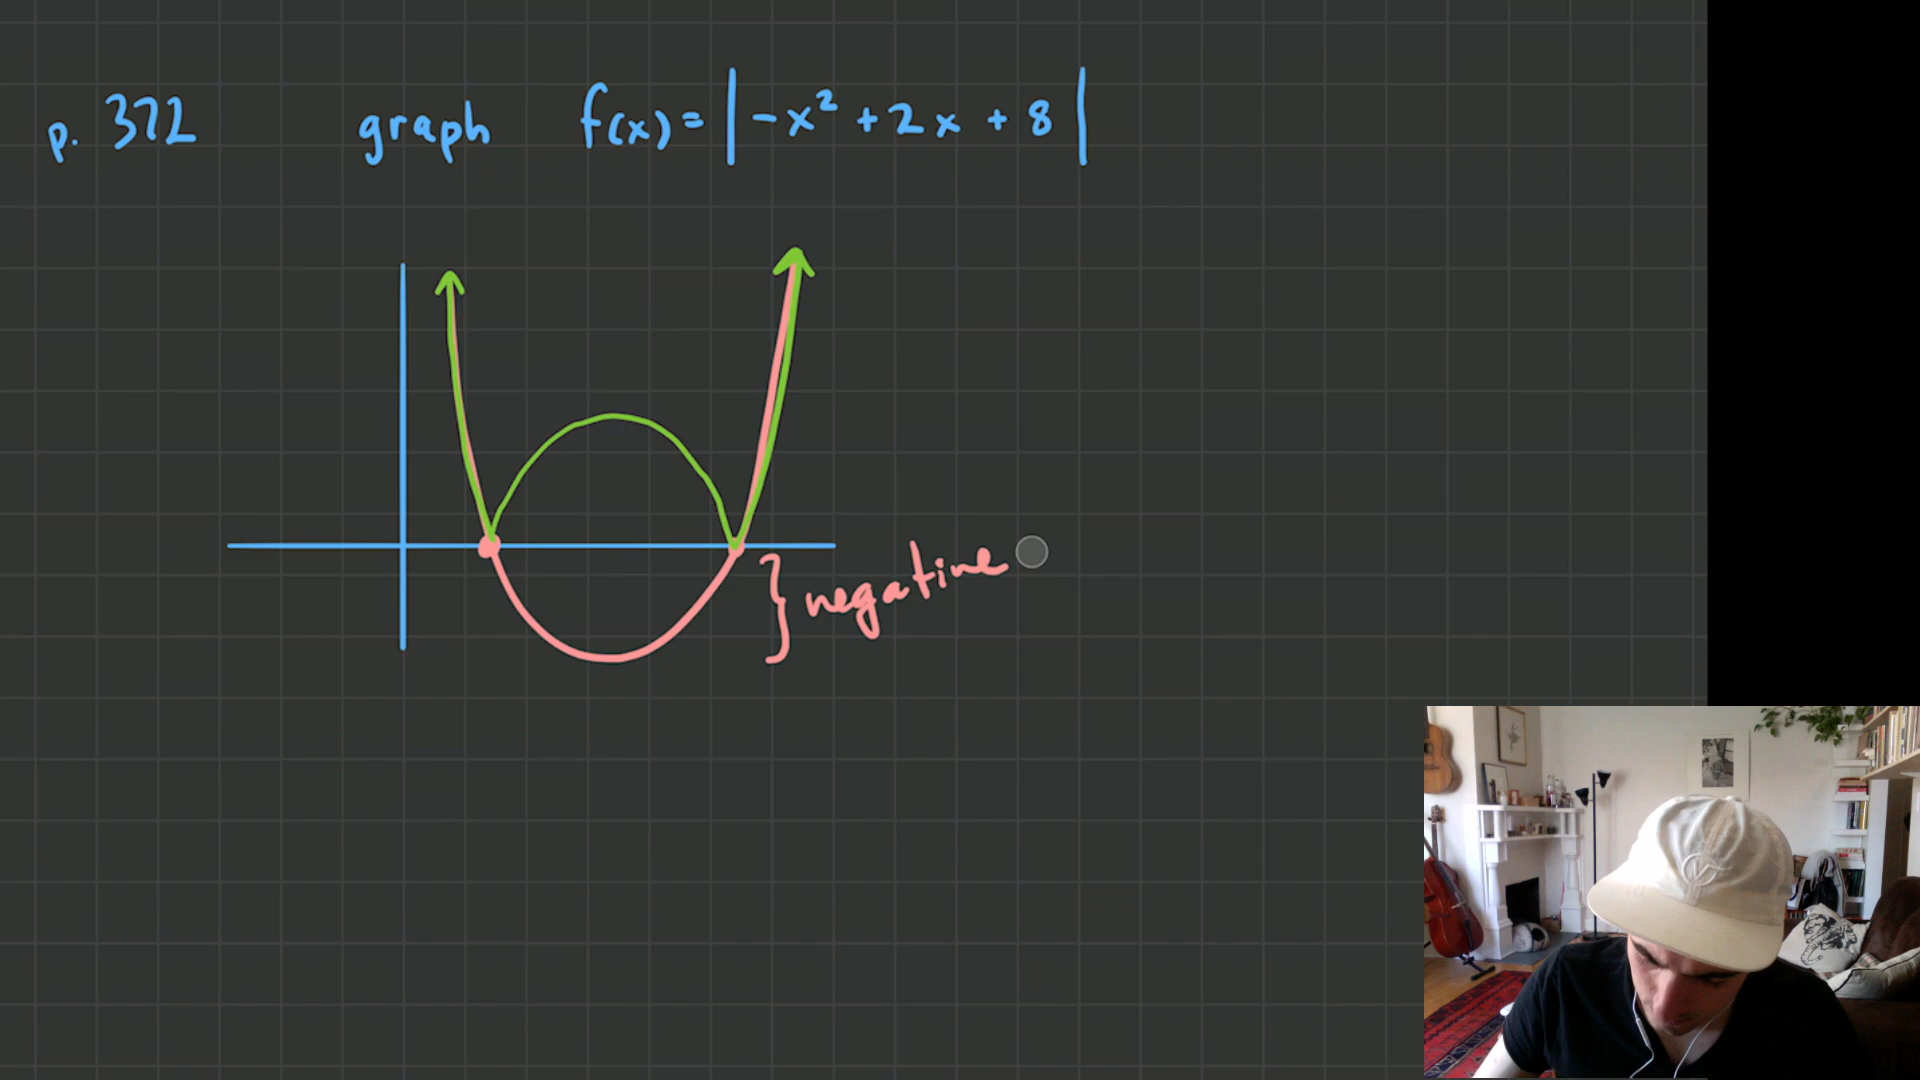 p. 372 graph f(x) = | -x² + 2x + 8 |
negative